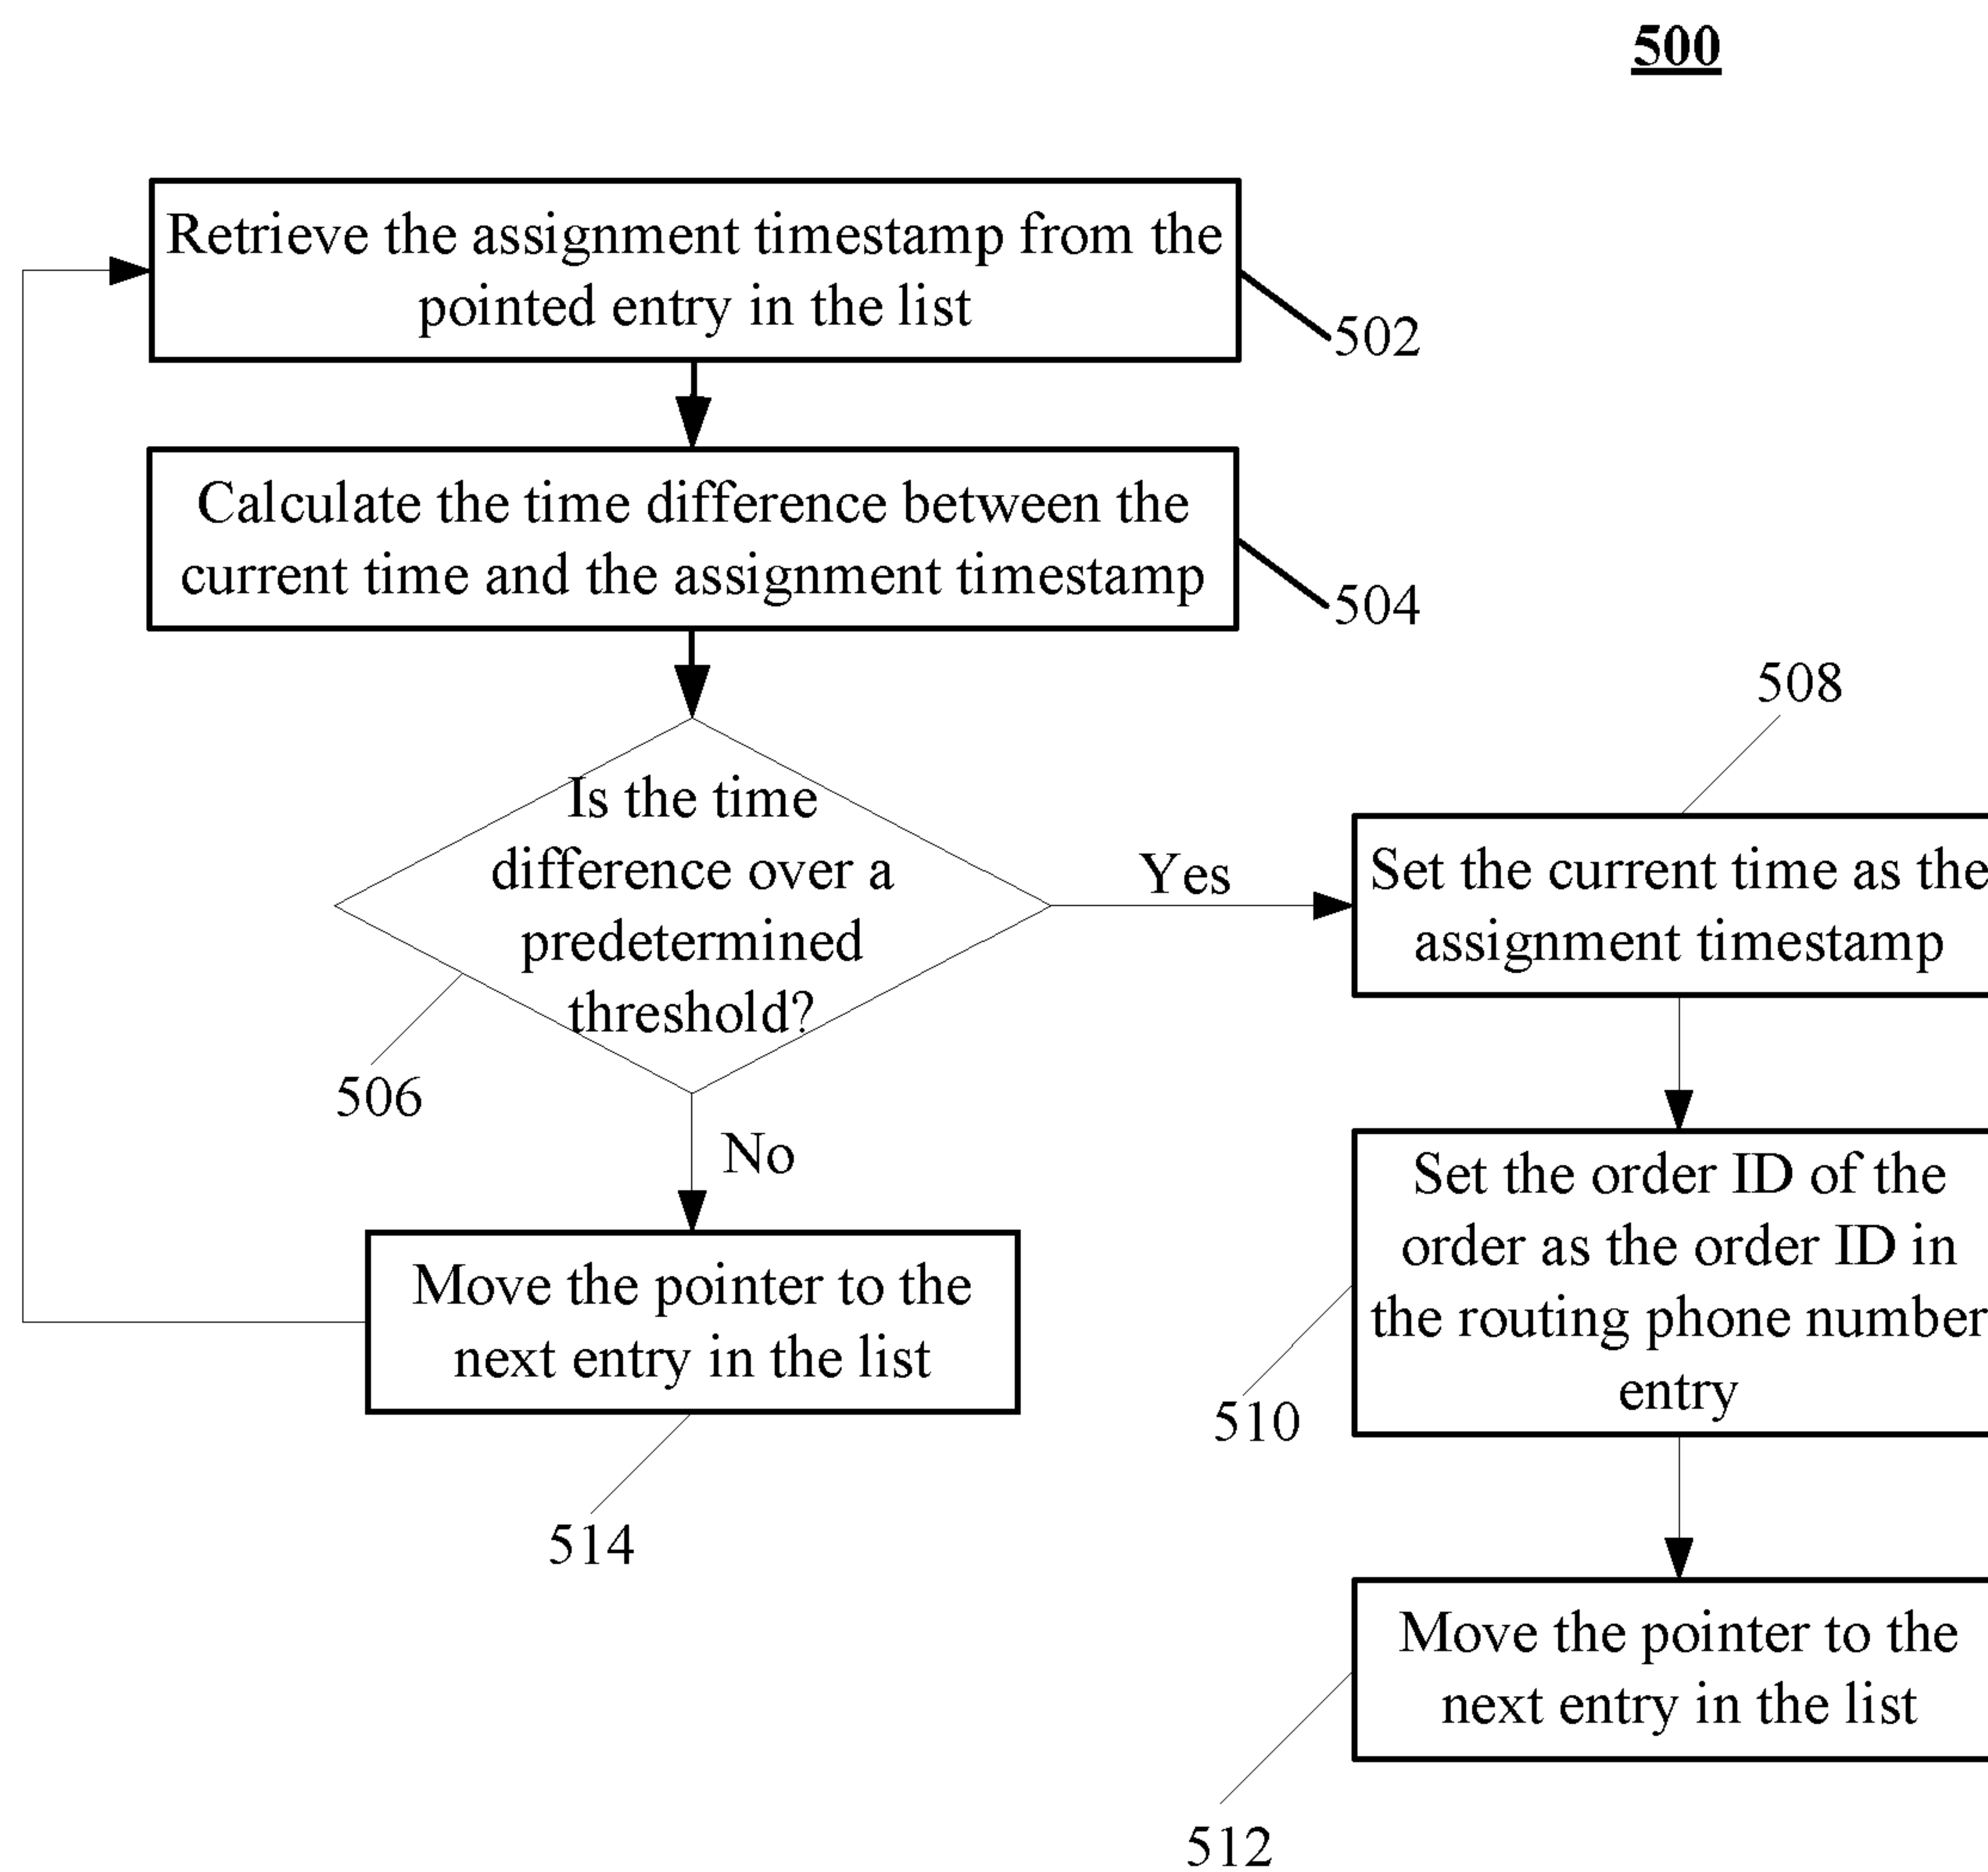 500
Retrieve the assignment timestamp from the
pointed entry in the list
502
Calculate the time difference between the
current time and the assignment timestamp
504
508
Is the time
difference over a
predetermined
threshold?
Yes
Set the current time as the
assignment timestamp
506
No
Set the order ID of the
order as the order ID in
the routing phone number
entry
510
Move the pointer to the
next entry in the list
514
Move the pointer to the
next entry in the list
512